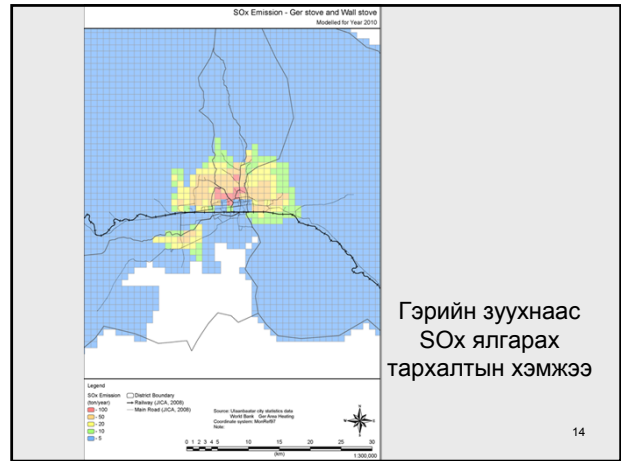 SOx Emission - Ger stove and Wall stove
Modelled for Year 2010
Гэрийн зуухнаас
SOx ялгарах
тархалтын хэмжээ
Legend
SOx Emission
(ton/year)
- 100
- 50
- 20
- 10
- 5
District Boundary
Railway (JICA, 2008)
Main Road (JICA, 2008)
Source: Ulaanbaatar city statistics data
World Bank Ger Area Heating
Coordinate system: MonRef97
Note:
0 1 2 3 4 5 10 15 20 25 30
(km)
1:300,000
14